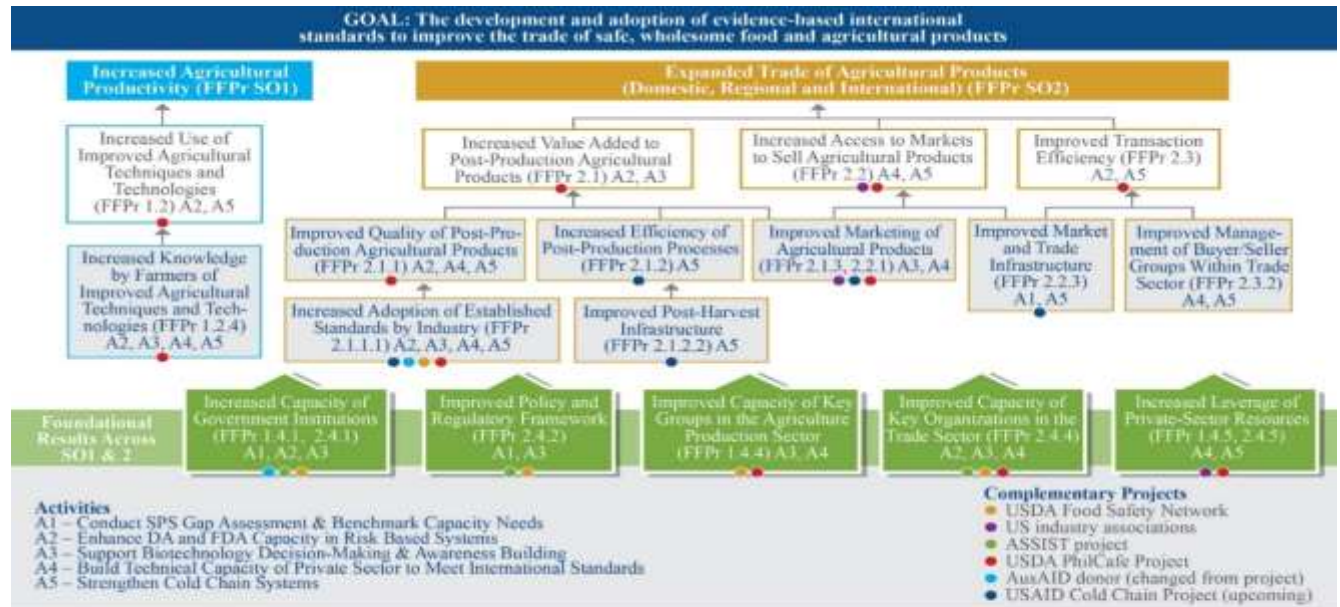 GOAL: The development and adoption of evidence-based international
standards to improve the trade of safe, wholesome food and agricultural products
Increased Agricultural
Productivity (FFPr SO1)
Expanded Trade of Agricultural Products
(Domestic, Regional and International) (FFPr SO2)
Increased Use of
Improved Agricultural
Techniques and
Technologies
(FFPr 1.2) A2, A5
Increased Value Added to
Post-Production Agricultural
Products (FFPr 2.1) A2, A3
Increased Access to Markets
to Sell Agricultural Products
(FFPr 2.2) A4, A5
Improved Transaction
Efficiency (FFPr 2.3)
A2, A5
Increased Knowledge
by Farmers of
Improved Agricultural
Techniques and Tech-
nologies (FFPr 1.2.4)
A2, A3, A4, A5
Improved Quality of Post-Pro-
duction Agricultural Products
(FFPr 2.1.1) A2, A4, A5
Increased Efficiency of
Post-Production Processes
(FFPr 2.1.2) A5
Improved Marketing of
Agricultural Products
(FFPr 2.1.3, 2.2.1) A3, A4
Improved Market
and Trade
Infrastructure
(FFPr 2.2.3)
A1, A5
Improved Manage-
ment of Buyer/Seller
Groups Within Trade
Sector (FFPr 2.3.2)
A4, A5
Increased Adoption of Established
Standards by Industry (FFPr
2.1.1.1) A2, A3, A4, A5
Improved Post-Harvest
Infrastructure
(FFPr 2.1.2.2) A5
Foundational
Results Across
SO1 & 2
Increased Capacity of
Government Institutions
(FFPr 1.4.1, 2.4.1)
A1, A2, A3
Improved Policy and
Regulatory Framework
(FFPr 2.4.2)
A1, A3
Improved Capacity of Key
Groups in the Agriculture
Production Sector
(FFPr 1.4.4) A3, A4
Improved Capacity of
Key Organizations in the
Trade Sector (FFPr 2.4.4)
A2, A3, A4
Increased Leverage of
Private-Sector Resources
(FFPr 1.4.5, 2.4.5)
A4, A5
Activities
A1 – Conduct SPS Gap Assessment & Benchmark Capacity Needs
A2 – Enhance DA and FDA Capacity in Risk Based Systems
A3 – Support Biotechnology Decision-Making & Awareness Building
A4 – Build Technical Capacity of Private Sector to Meet International Standards
A5 – Strengthen Cold Chain Systems
Complementary Projects
USDA Food Safety Network
US industry associations
ASSIST project
USDA PhilCafe Project
AusAID donor (changed from project)
USAID Cold Chain Project (upcoming)